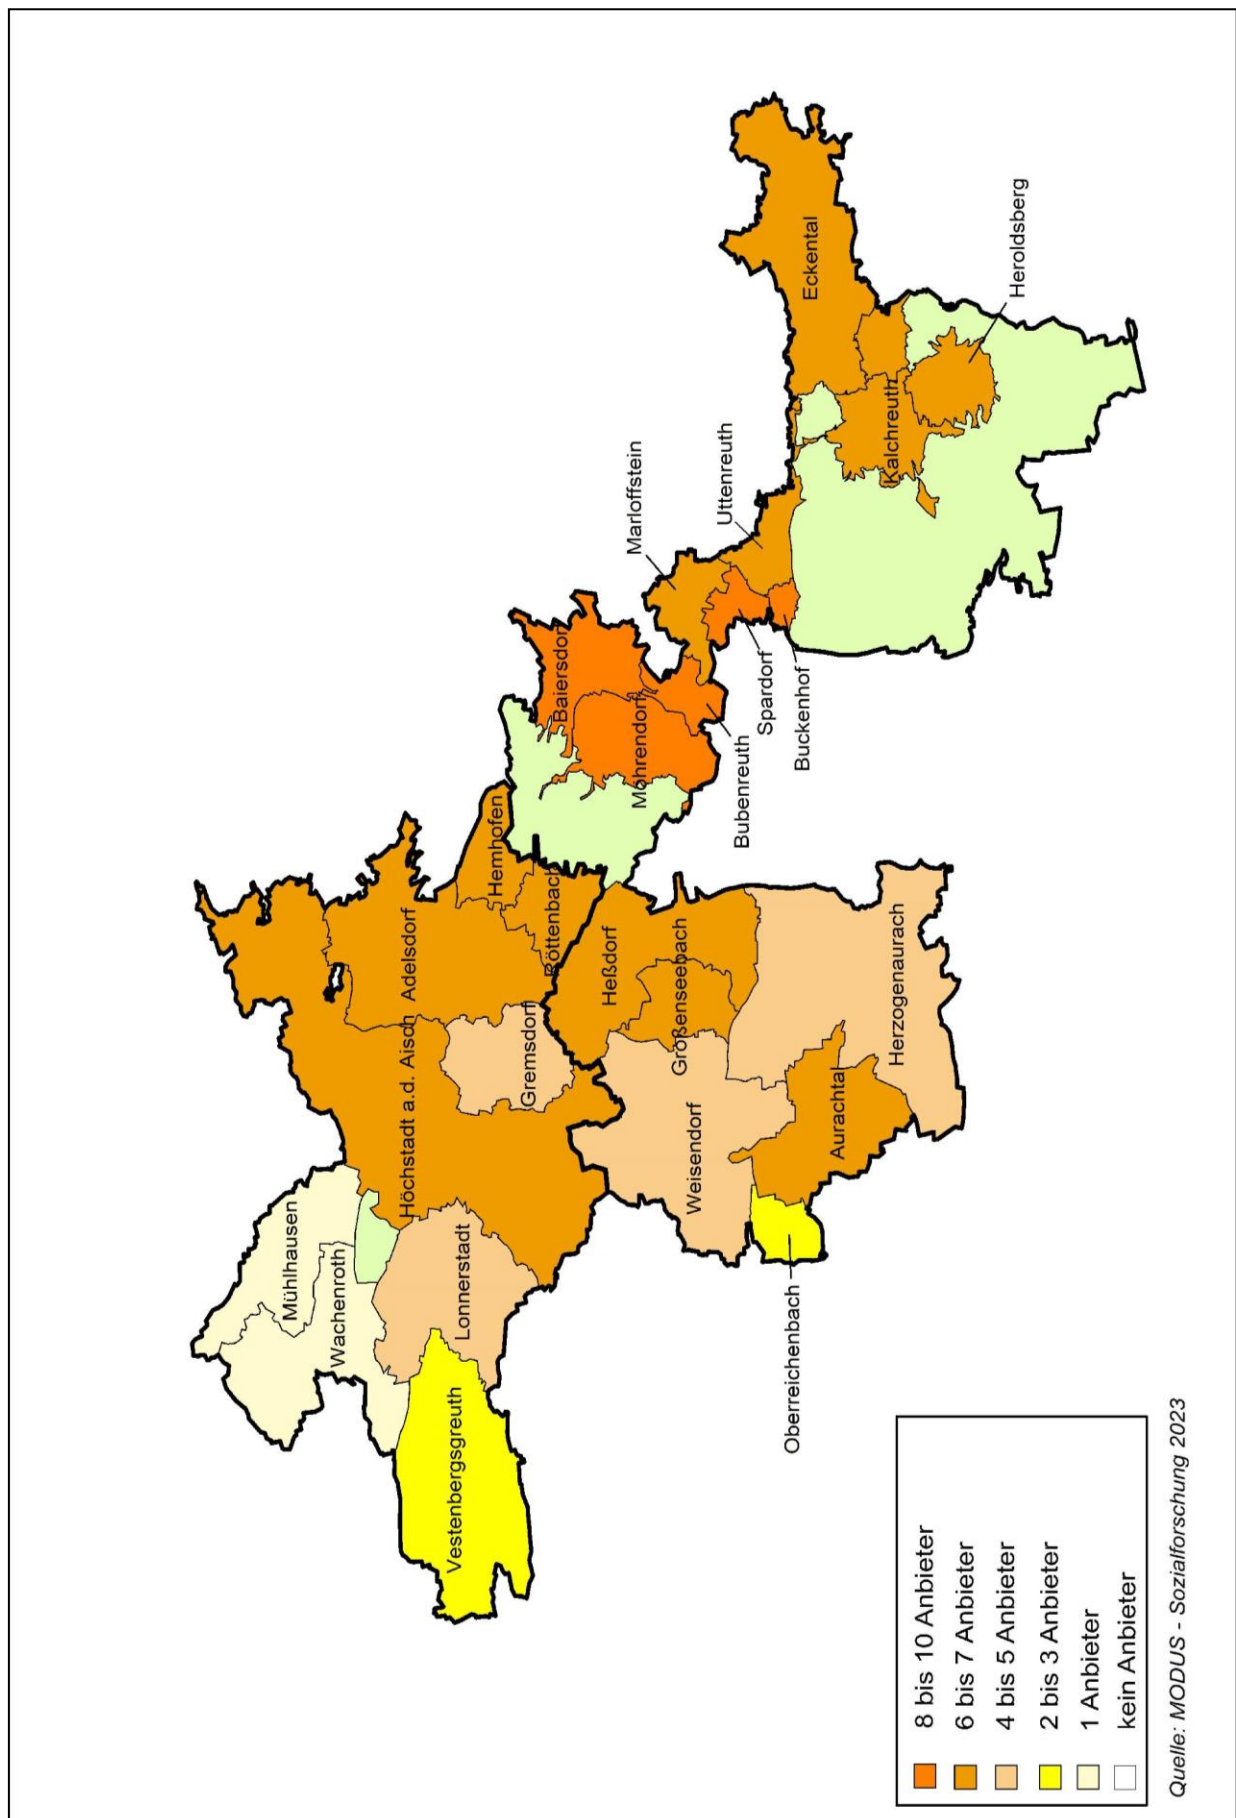 Eckental
Heroldsberg
Kalchreuth
Uttenreuth
Marloffstein
Spardorf
Buckenhof
Baiersdorf
Möhrendorf
Bubenreuth
Hemhofen
Röttenbach
Adelsdorf
Heßdorf
Großenseebach
Herzogenaurach
Gremsdorf
Höchstadt a.d. Aisch
Aurachtal
Weisendorf
Mühlhausen
Wachenroth
Lonnerstadt
Oberreichenbach
Vestenbergsgreuth
8 bis 10 Anbieter
6 bis 7 Anbieter
4 bis 5 Anbieter
2 bis 3 Anbieter
1 Anbieter
kein Anbieter
Quelle: MODUS - Sozialforschung 2023